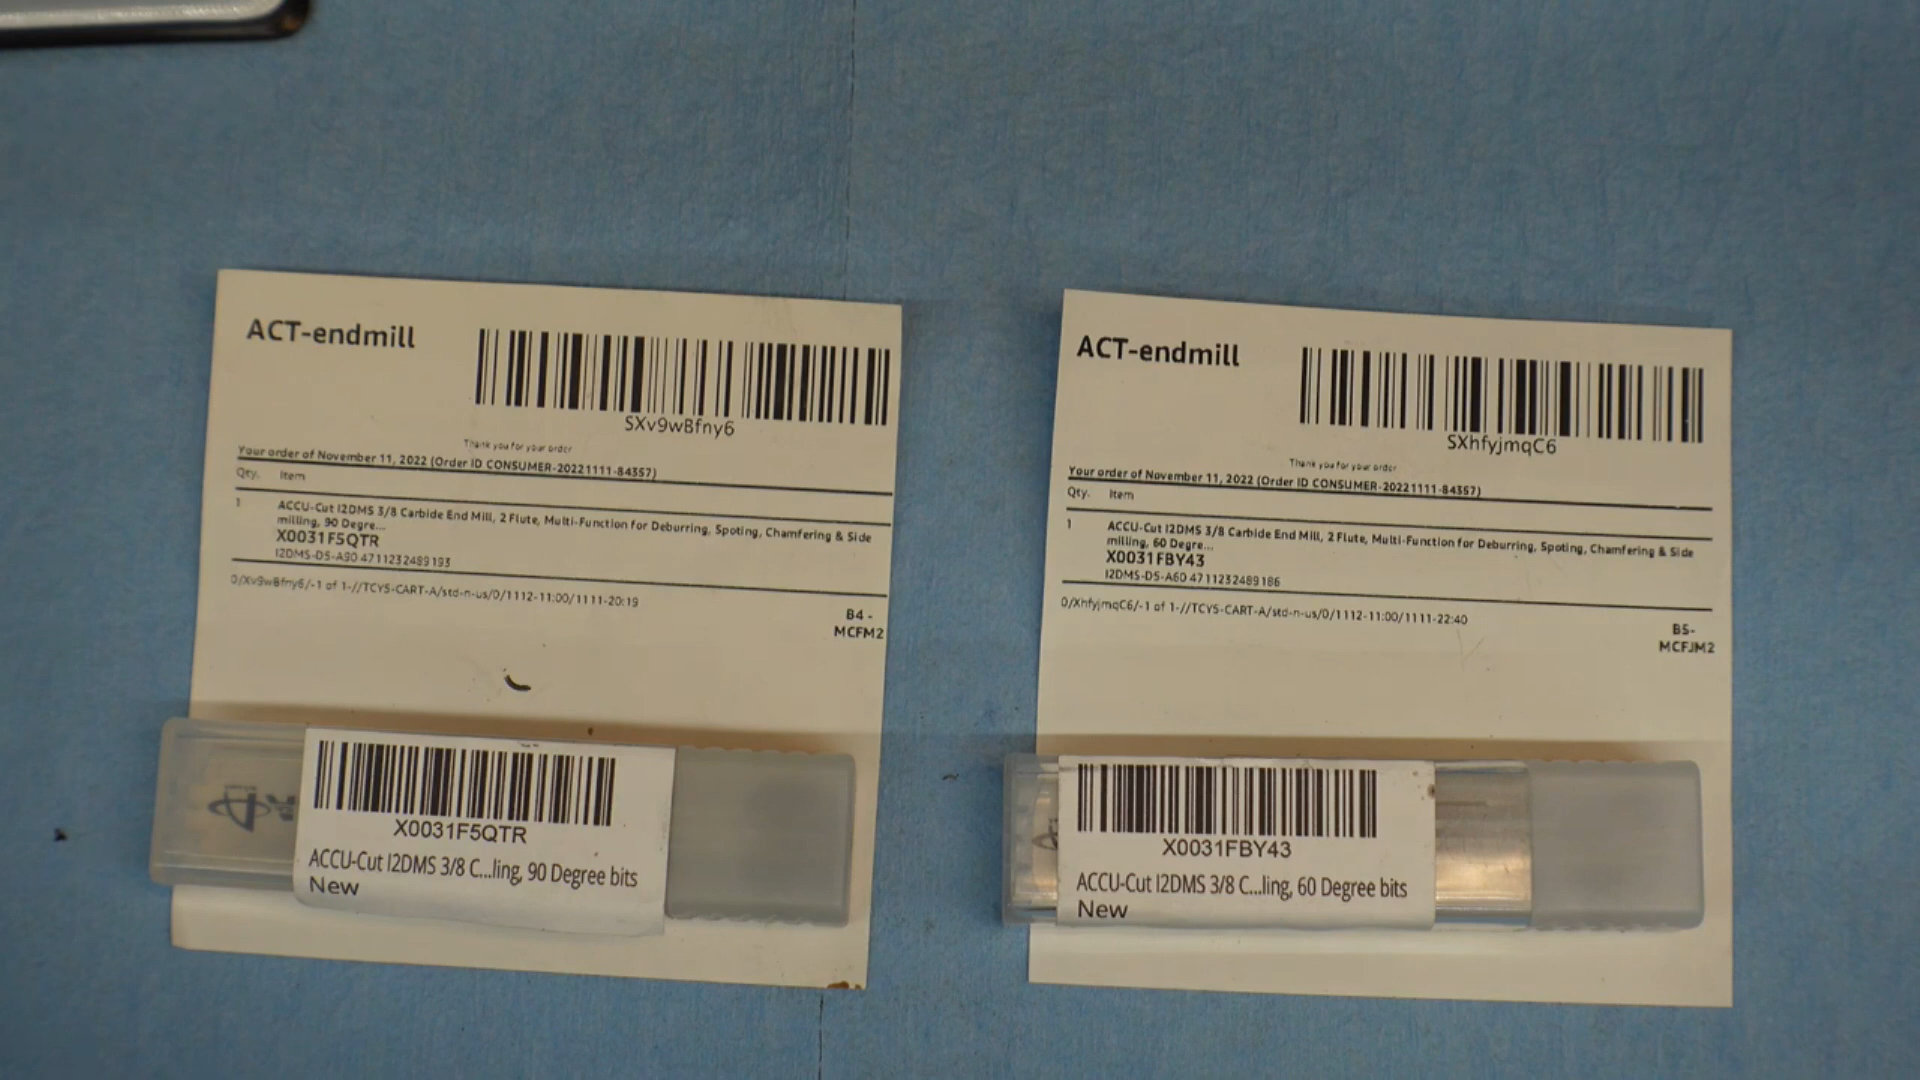 ACT-endmill
SXv9wBfny6
Thank you for your order
Your order of November 11, 2022 (Order ID CONSUMER-20221111-84357)
Qty. Item
1 ACCU-Cut I2DMS 3/8 Carbide End Mill, 2 Flute, Multi-Function for Deburring, Spoting, Chamfering & Side
milling, 90 Degre...
X0031F5QTR
I2DMS-D5-A90 4711232489193
0/Xv9wBfny6/-1 of 1-//TCY5-CART-A/std-n-us/0/1112-11:00/1111-20:19
B4 -
MCFM2
X0031F5QTR
ACCU-Cut I2DMS 3/8 C...ling, 90 Degree bits
New
ACT-endmill
SXhfyjmqC6
Thank you for your order
Your order of November 11, 2022 (Order ID CONSUMER-20221111-84357)
Qty. Item
1 ACCU-Cut I2DMS 3/8 Carbide End Mill, 2 Flute, Multi-Function for Deburring, Spoting, Chamfering & Side
milling, 60 Degre...
X0031FBY43
I2DMS-D5-A60 4711232489186
0/XhfyjmqC6/-1 of 1-//TCY5-CART-A/std-n-us/0/1112-11:00/1111-22:40
B5-
MCFJM2
X0031FBY43
ACCU-Cut I2DMS 3/8 C...ling, 60 Degree bits
New